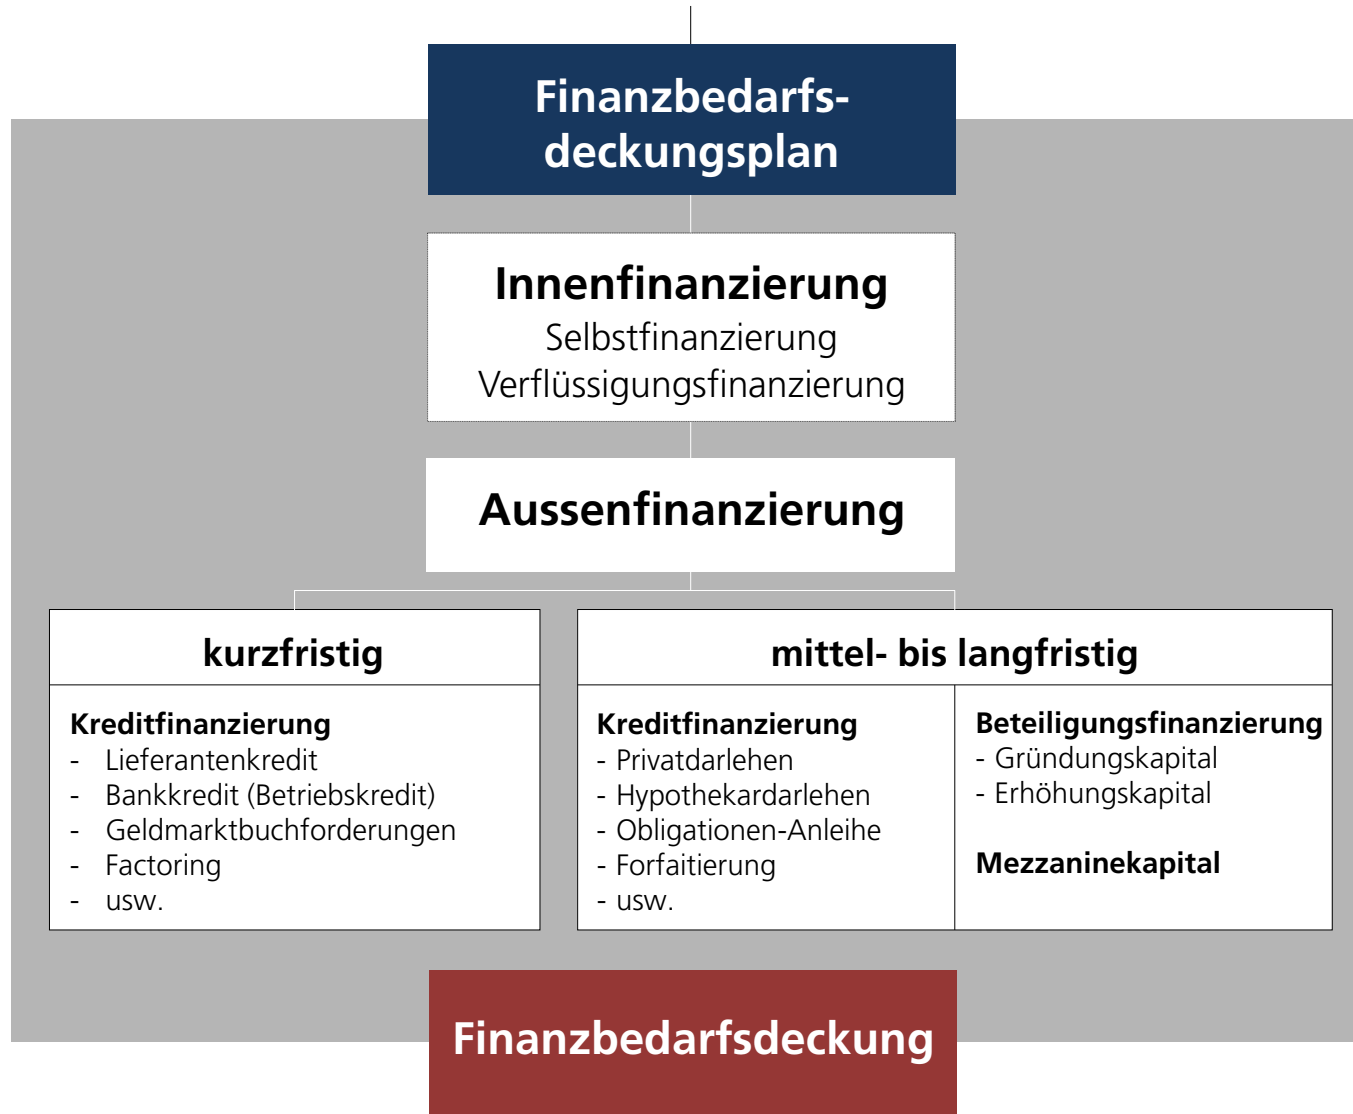 Finanzbedarfs-
deckungsplan
Innenfinanzierung
Selbstfinanzierung
Verflüssigungsfinanzierung
Aussenfinanzierung
kurzfristig
Kreditfinanzierung
- Lieferantenkredit
- Bankkredit (Betriebskredit)
- Geldmarktbuchforderungen
- Factoring
- usw.
mittel- bis langfristig
Kreditfinanzierung
- Privatdarlehen
- Hypothekardarlehen
- Obligationen-Anleihe
- Forfaitierung
- usw.
Beteiligungsfinanzierung
- Gründungskapital
- Erhöhungskapital
Mezzaninekapital
Finanzbedarfsdeckung